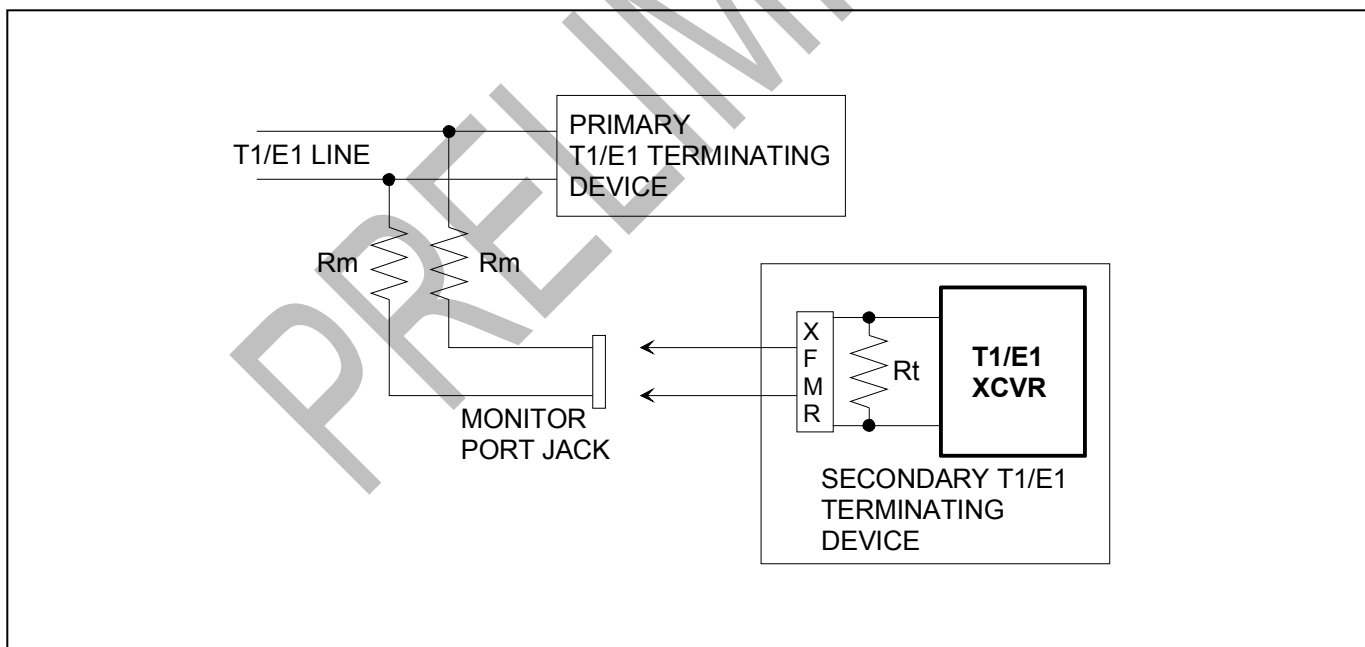 PRELIM
PRIMARY
T1/E1 TERMINATING
DEVICE
T1/E1 LINE
Rm
Rm
X
F
M
R
Rt
T1/E1
XCVR
MONITOR
PORT JACK
SECONDARY T1/E1
TERMINATING
DEVICE